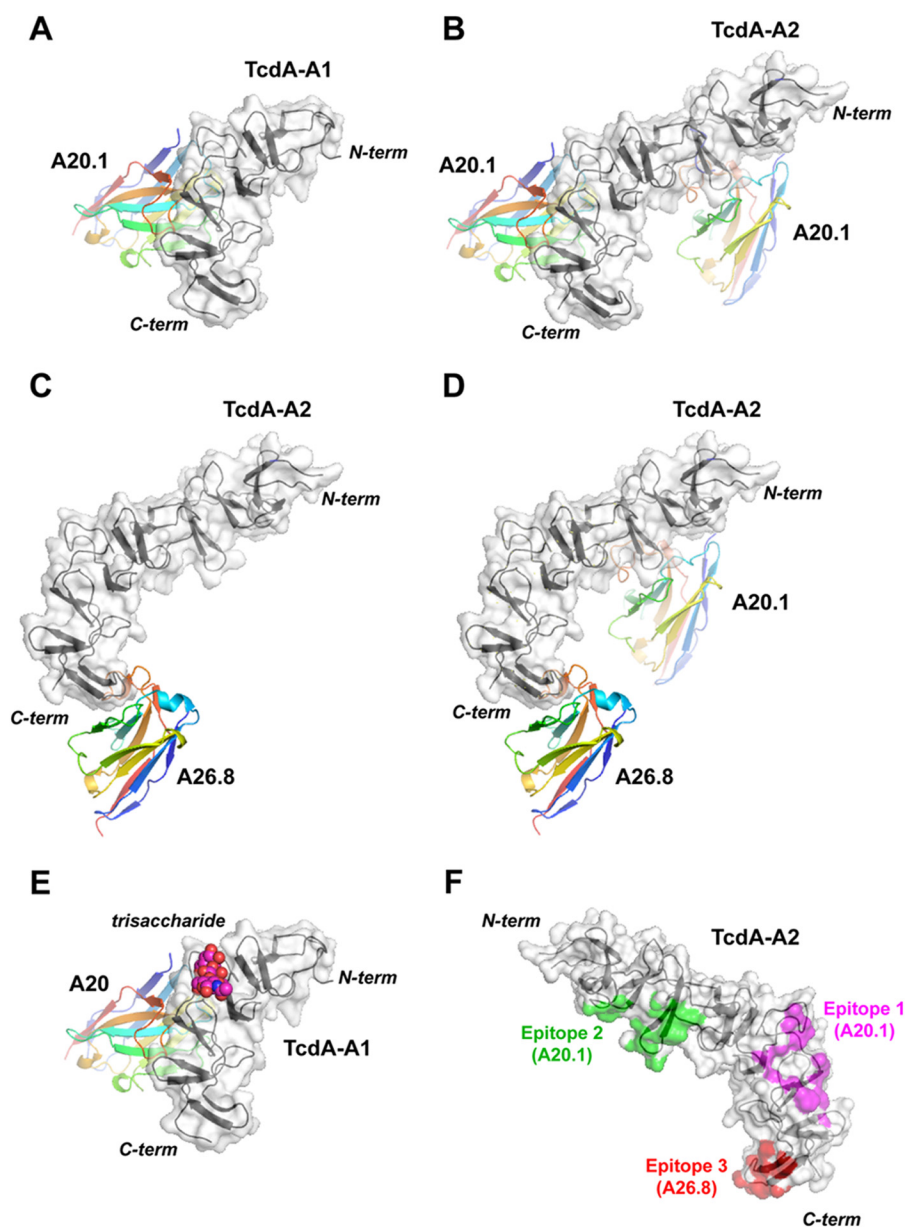 A
TcdA-A1
N-term
A20.1
C-term
B
TcdA-A2
N-term
A20.1
A20.1
C-term
C
TcdA-A2
N-term
C-term
A26.8
D
TcdA-A2
N-term
A20.1
C-term
A26.8
E
trisaccharide
A20
N-term
TcdA-A1
C-term
F
N-term
TcdA-A2
Epitope 1
(A20.1)
Epitope 2
(A20.1)
Epitope 3
(A26.8)
C-term